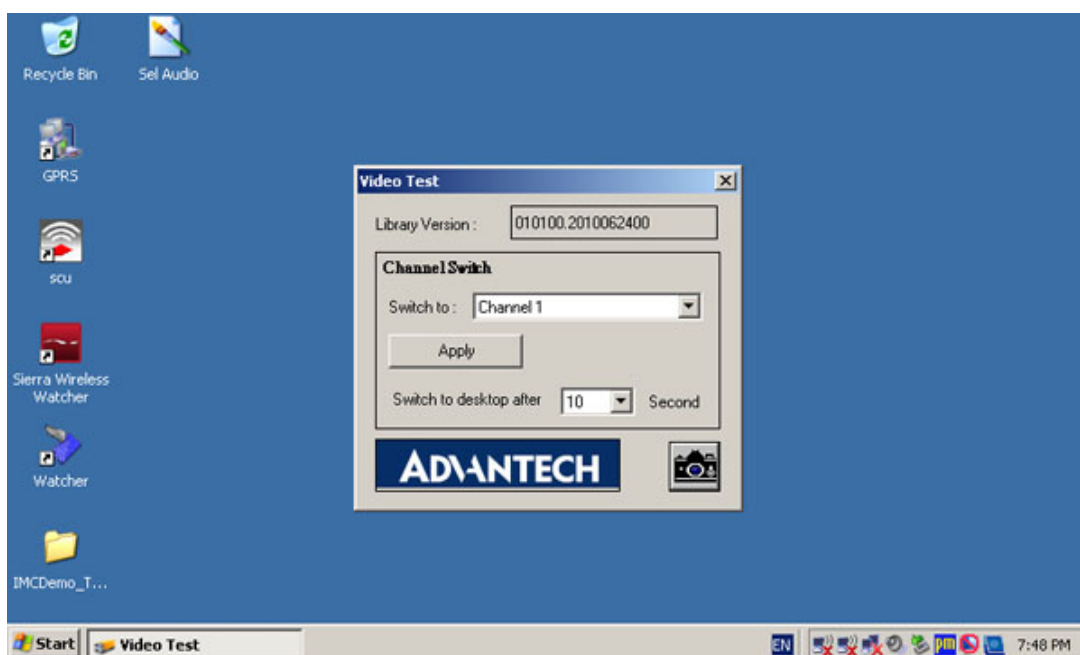 Recycle Bin
Sel Audio
GPRS
scu
Sierra Wireless
Watcher
Watcher
IMCDemo_T...
Video Test
Library Version :
010100.2010062400
Channel Switch
Switch to :
Channel 1
Apply
Switch to desktop after
10
Second
ADVANTECH
Start
Video Test
EN
pm
7:48 PM